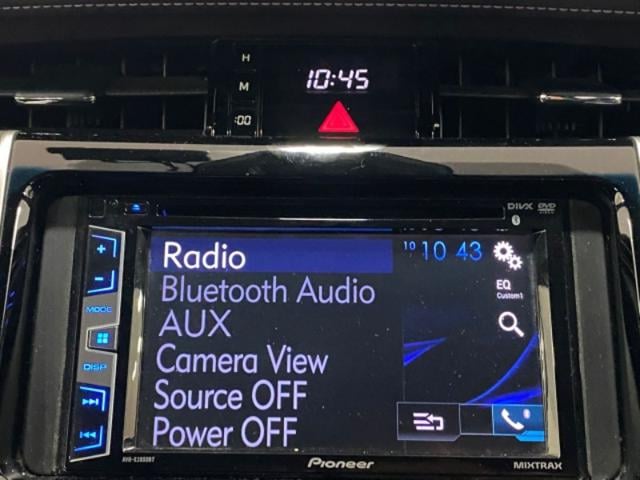 H
10:45
M
:00
DIVX DVD
+
Radio
10 10 43
Bluetooth Audio
EQ
Custom1
−
MODE
AUX
Camera View
DISP
Source OFF
Power OFF
Pioneer
MIXTRAX